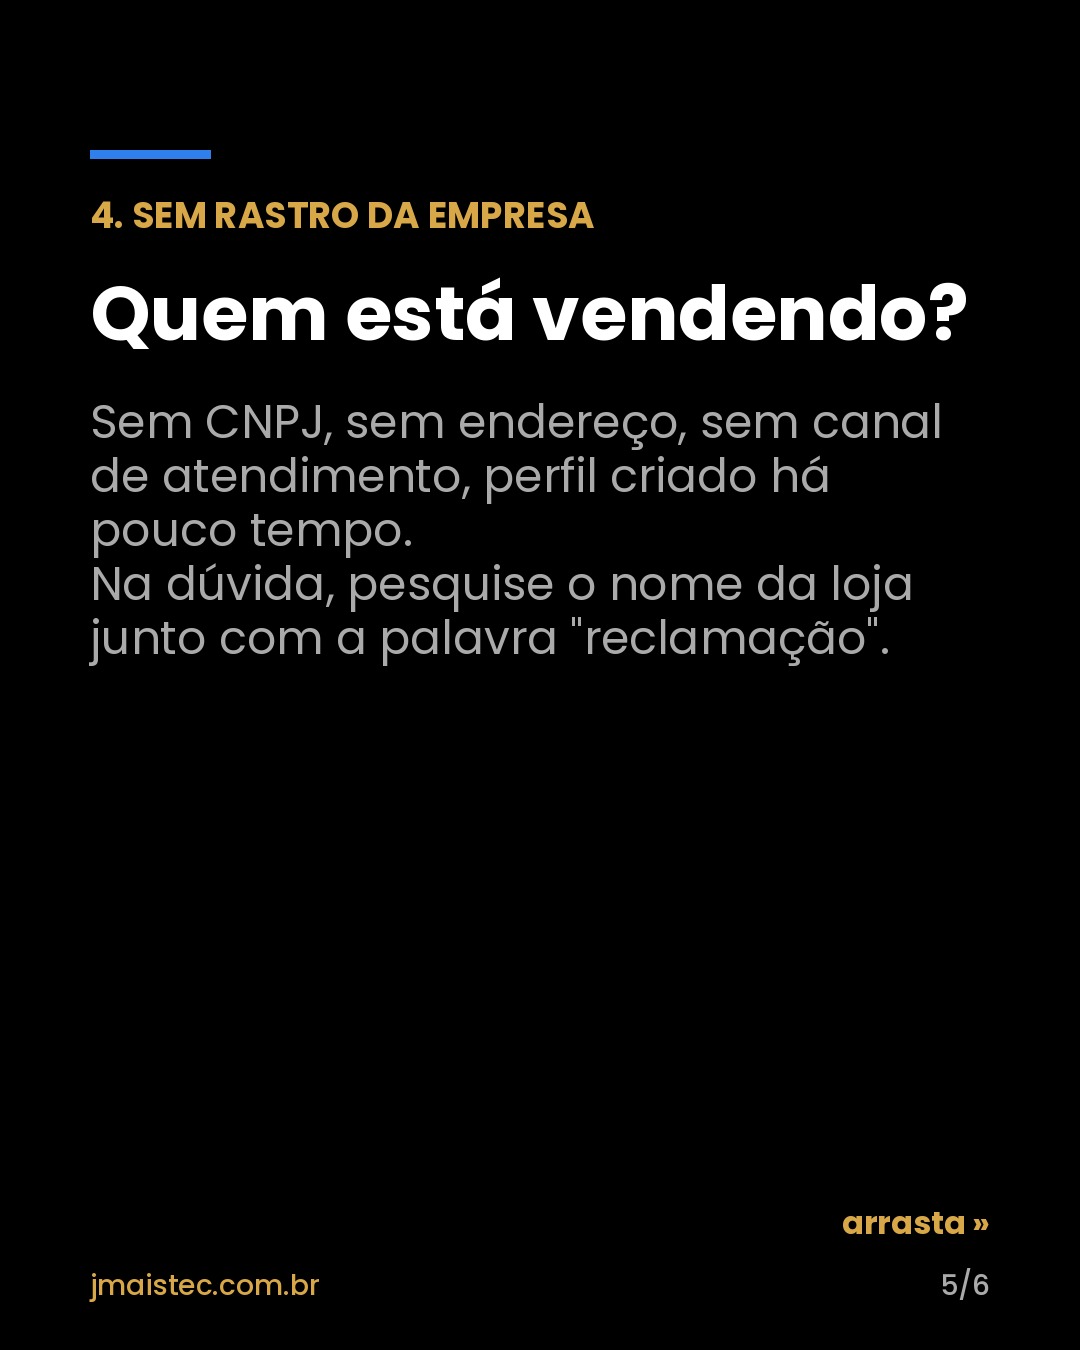 4. SEM RASTRO DA EMPRESA
Quem está vendendo?
Sem CNPJ, sem endereço, sem canal
de atendimento, perfil criado há
pouco tempo.
Na dúvida, pesquise o nome da loja
junto com a palavra "reclamação".
arrasta »
jmaistec.com.br
5/6